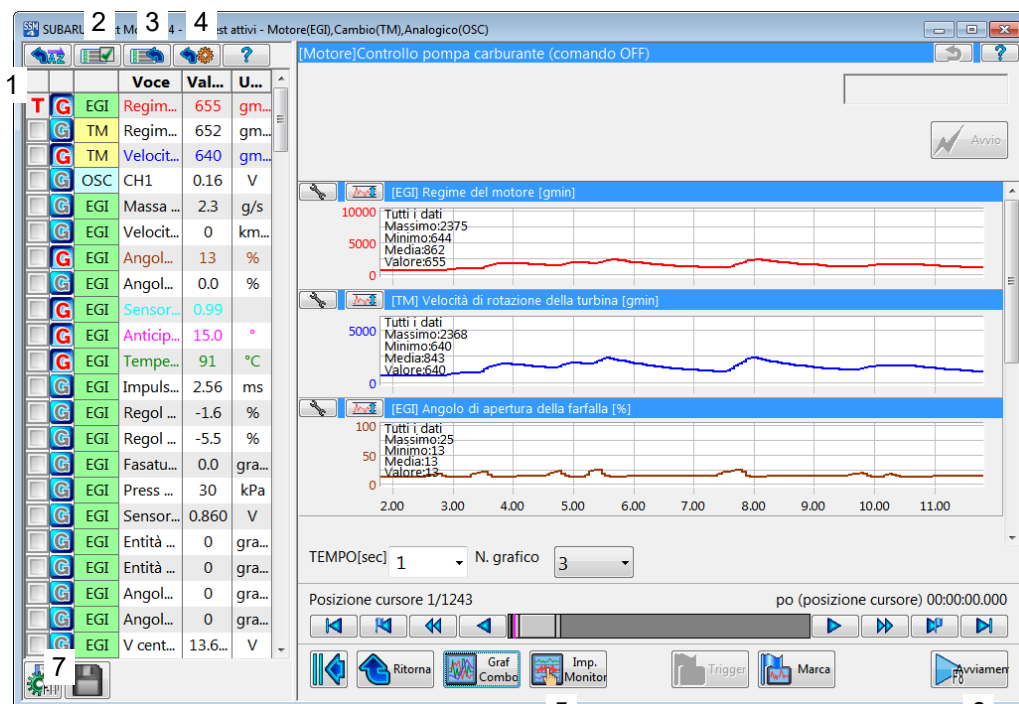 2 3 4
SUBARU t Mo 4 - est attivi - Motore(EGI),Cambio(TM),Analogico(OSC)
[Motore]Controllo pompa carburante (comando OFF)
1
Voce Val... U...
T G EGI Regim... 655 gm...
G TM Regim... 652 gm...
G TM Velocit... 640 gm...
G OSC CH1 0.16 V
G EGI Massa ... 2.3 g/s
G EGI Velocit... 0 km...
G EGI Angol... 13 %
G EGI Angol... 0.0 %
G EGI Sensor... 0.99
G EGI Anticip... 15.0 °
G EGI Tempe... 91 °C
G EGI Impuls... 2.56 ms
G EGI Regol ... -1.6 %
G EGI Regol ... -5.5 %
G EGI Fasatu... 0.0 gra...
G EGI Press ... 30 kPa
G EGI Sensor... 0.860 V
G EGI Entità ... 0 gra...
G EGI Entità ... 0 gra...
G EGI Angol... 0 gra...
G EGI Angol... 0 gra...
G EGI V cent... 13.6... V
7
Avvio
[EGI] Regime del motore [gmin]
10000
5000
0
Tutti i dati
Massimo:2375
Minimo:644
Media:862
Valore:655
[TM] Velocità di rotazione della turbina [gmin]
5000
0
Tutti i dati
Massimo:2368
Minimo:640
Media:843
Valore:640
[EGI] Angolo di apertura della farfalla [%]
100
50
0
Tutti i dati
Massimo:25
Minimo:13
Media:13
Valore:13
2.00 3.00 4.00 5.00 6.00 7.00 8.00 9.00 10.00 11.00
TEMPO[sec] 1 N. grafico 3
Posizione cursore 1/1243 po (posizione cursore) 00:00:00.000
Ritorna
Graf
Combo
Imp.
Monitor
Trigger
Marca
Avviamen
F8